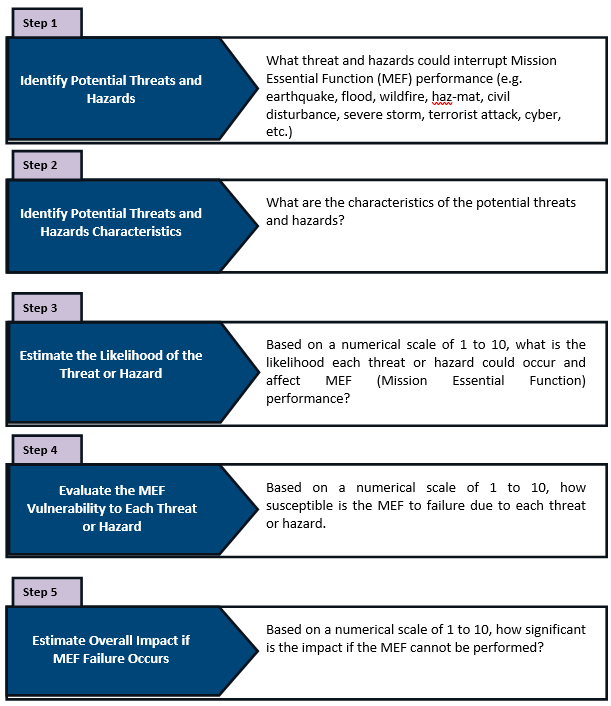 Step 1
Identify Potential Threats and
Hazards
What threat and hazards could interrupt Mission
Essential Function (MEF) performance (e.g.
earthquake, flood, wildfire, haz-mat, civil
disturbance, severe storm, terrorist attack, cyber,
etc.)
Step 2
Identify Potential Threats and
Hazards Characteristics
What are the characteristics of the potential threats
and hazards?
Step 3
Estimate the Likelihood of the
Threat or Hazard
Based on a numerical scale of 1 to 10, what is the
likelihood each threat or hazard could occur and
affect MEF (Mission Essential Function)
performance?
Step 4
Evaluate the MEF
Vulnerability to Each Threat
or Hazard
Based on a numerical scale of 1 to 10, how
susceptible is the MEF to failure due to each threat
or hazard.
Step 5
Estimate Overall Impact if
MEF Failure Occurs
Based on a numerical scale of 1 to 10, how significant
is the impact if the MEF cannot be performed?